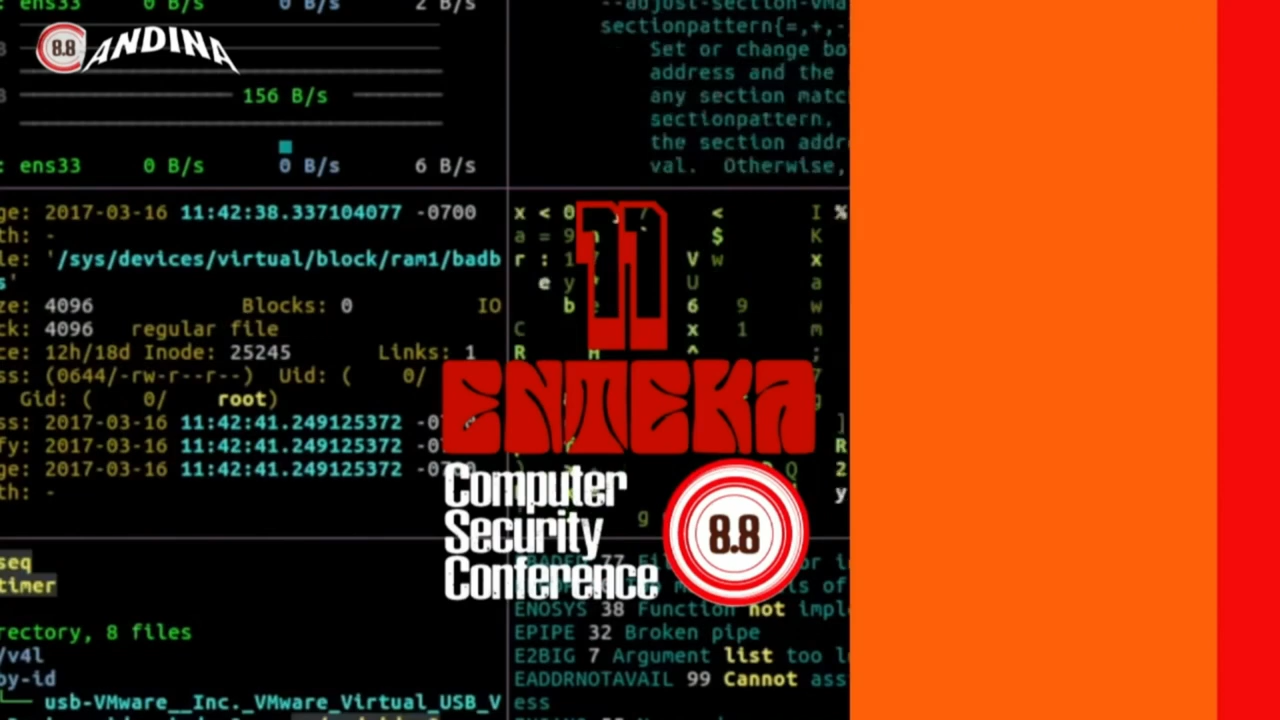 : ens33 0 B/s 0 B/s 2 B/s
8.8 ANDINA
156 B/s
: ens33 0 B/s 0 B/s 6 B/s
--adjust-section-vma
sectionpattern{=,+,-
Set or change bo
address and the
any section matc
sectionpattern,
the section addr
val. Otherwise,
ge: 2017-03-16 11:42:38.337104077 -0700
th: -
le: '/sys/devices/virtual/block/ram1/badb
s'
ze: 4096 Blocks: 0 IO
ck: 4096 regular file
ce: 12h/18d Inode: 25245 Links: 1
ss: (0644/-rw-r--r--) Uid: ( 0/
Gid: ( 0/ root)
ss: 2017-03-16 11:42:41.249125372
fy: 2017-03-16 11:42:41.249125372
ge: 2017-03-16 11:42:41.249125372
th: -
11
ENTEKA
Computer
Security
Conference
8.8
seq
timer
rectory, 8 files
/v4l
by-id
usb-VMware__Inc._VMware_Virtual_USB_V
77
ENOSYS 38 Function not imple
EPIPE 32 Broken pipe
E2BIG 7 Argument list too l
EADDRNOTAVAIL 99 Cannot ass
ess